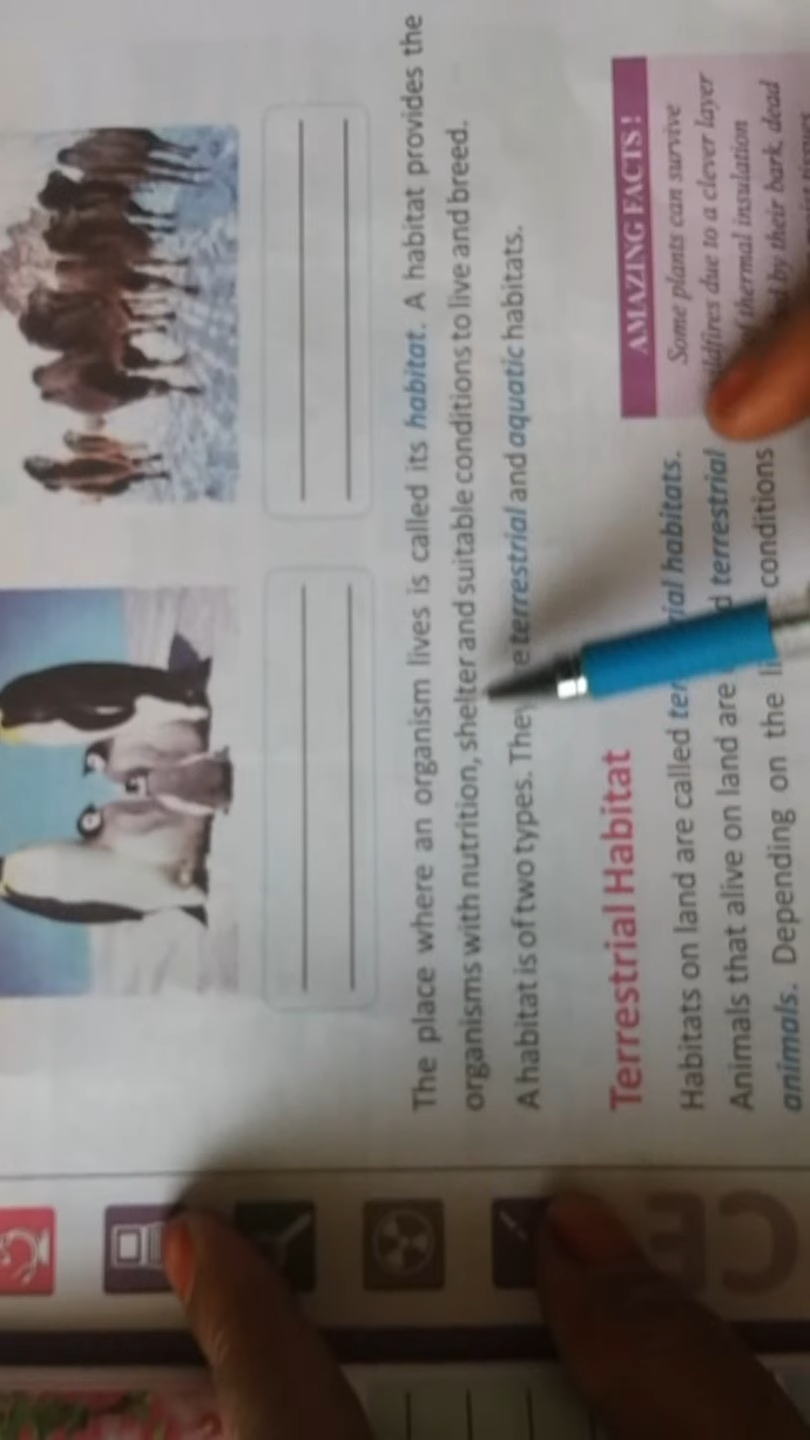 The place where an organism lives is called its habitat. A habitat provides the
organisms with nutrition, shelter and suitable conditions to live and breed.
A habitat is of two types. They e terrestrial and aquatic habitats.
Terrestrial Habitat
Habitats on land are called ter ial habitats.
Animals that alive on land are d terrestrial
animals. Depending on the li conditions
AMAZING FACTS!
Some plants can survive
ldfires due to a clever layer
thermal insulation
d by their bark, dead